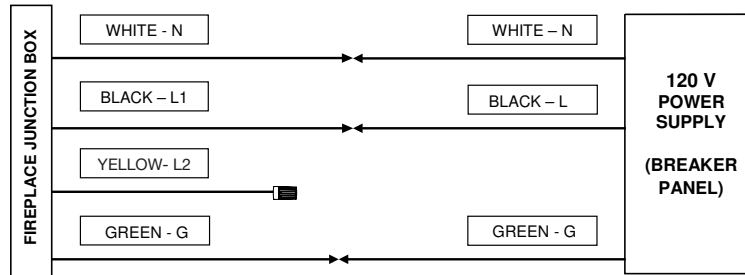 FIREPLACE JUNCTION BOX
WHITE - N
WHITE – N
BLACK – L1
BLACK – L
YELLOW- L2
GREEN - G
GREEN - G
120 V
POWER
SUPPLY
(BREAKER
PANEL)